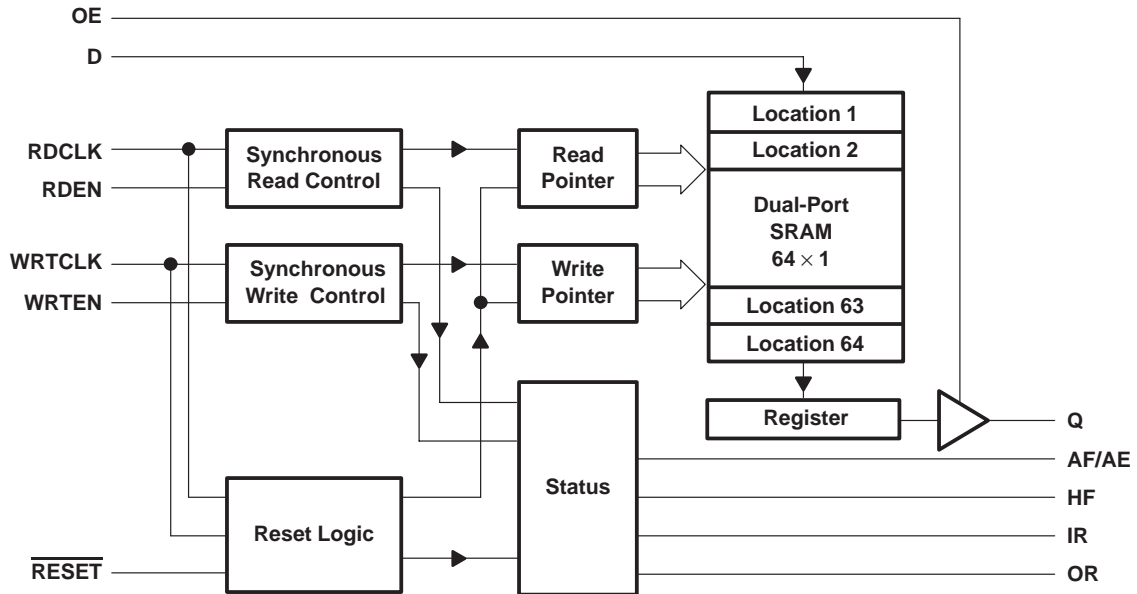 OE
D
RDCLK
RDEN
WRTCLK
WRTEN
RESET
Synchronous
Read Control
Synchronous
Write Control
Reset Logic
Read
Pointer
Write
Pointer
Status
Location 1
Location 2
Dual-Port
SRAM
64 × 1
Location 63
Location 64
Register
Q
AF/AE
HF
IR
OR